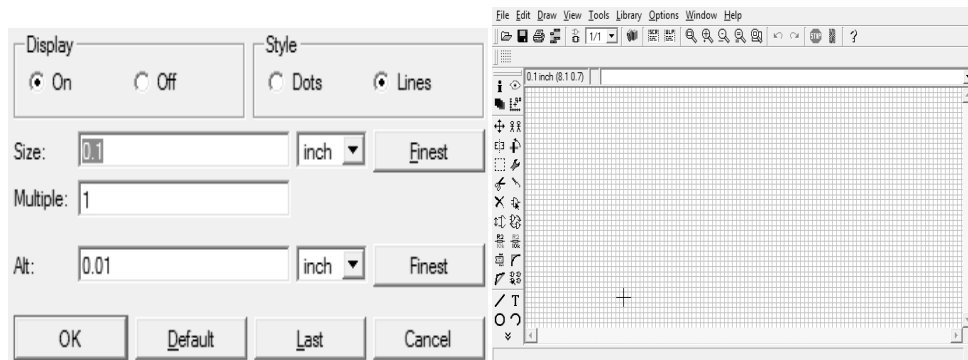 Display
On
Off
Style
Dots
Lines
Size:
0.1
inch
Finest
Multiple:
1
Alt:
0.01
inch
Finest
OK
Default
Last
Cancel
File Edit Draw View Tools Library Options Window Help
1/1
?
0.1 inch (8.1 0.7)
T